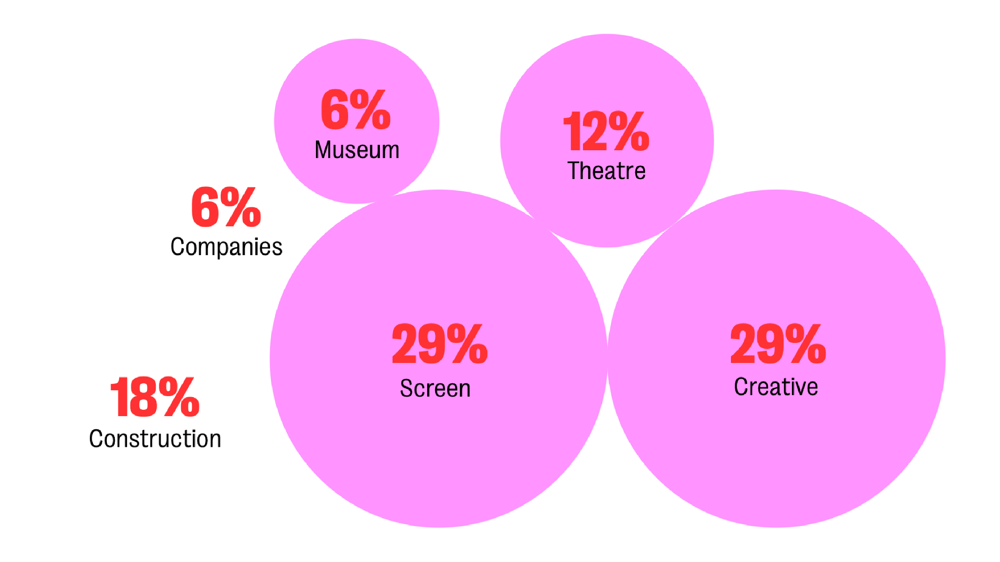 6%
Museum
12%
Theatre
6%
Companies
29%
Screen
29%
Creative
18%
Construction